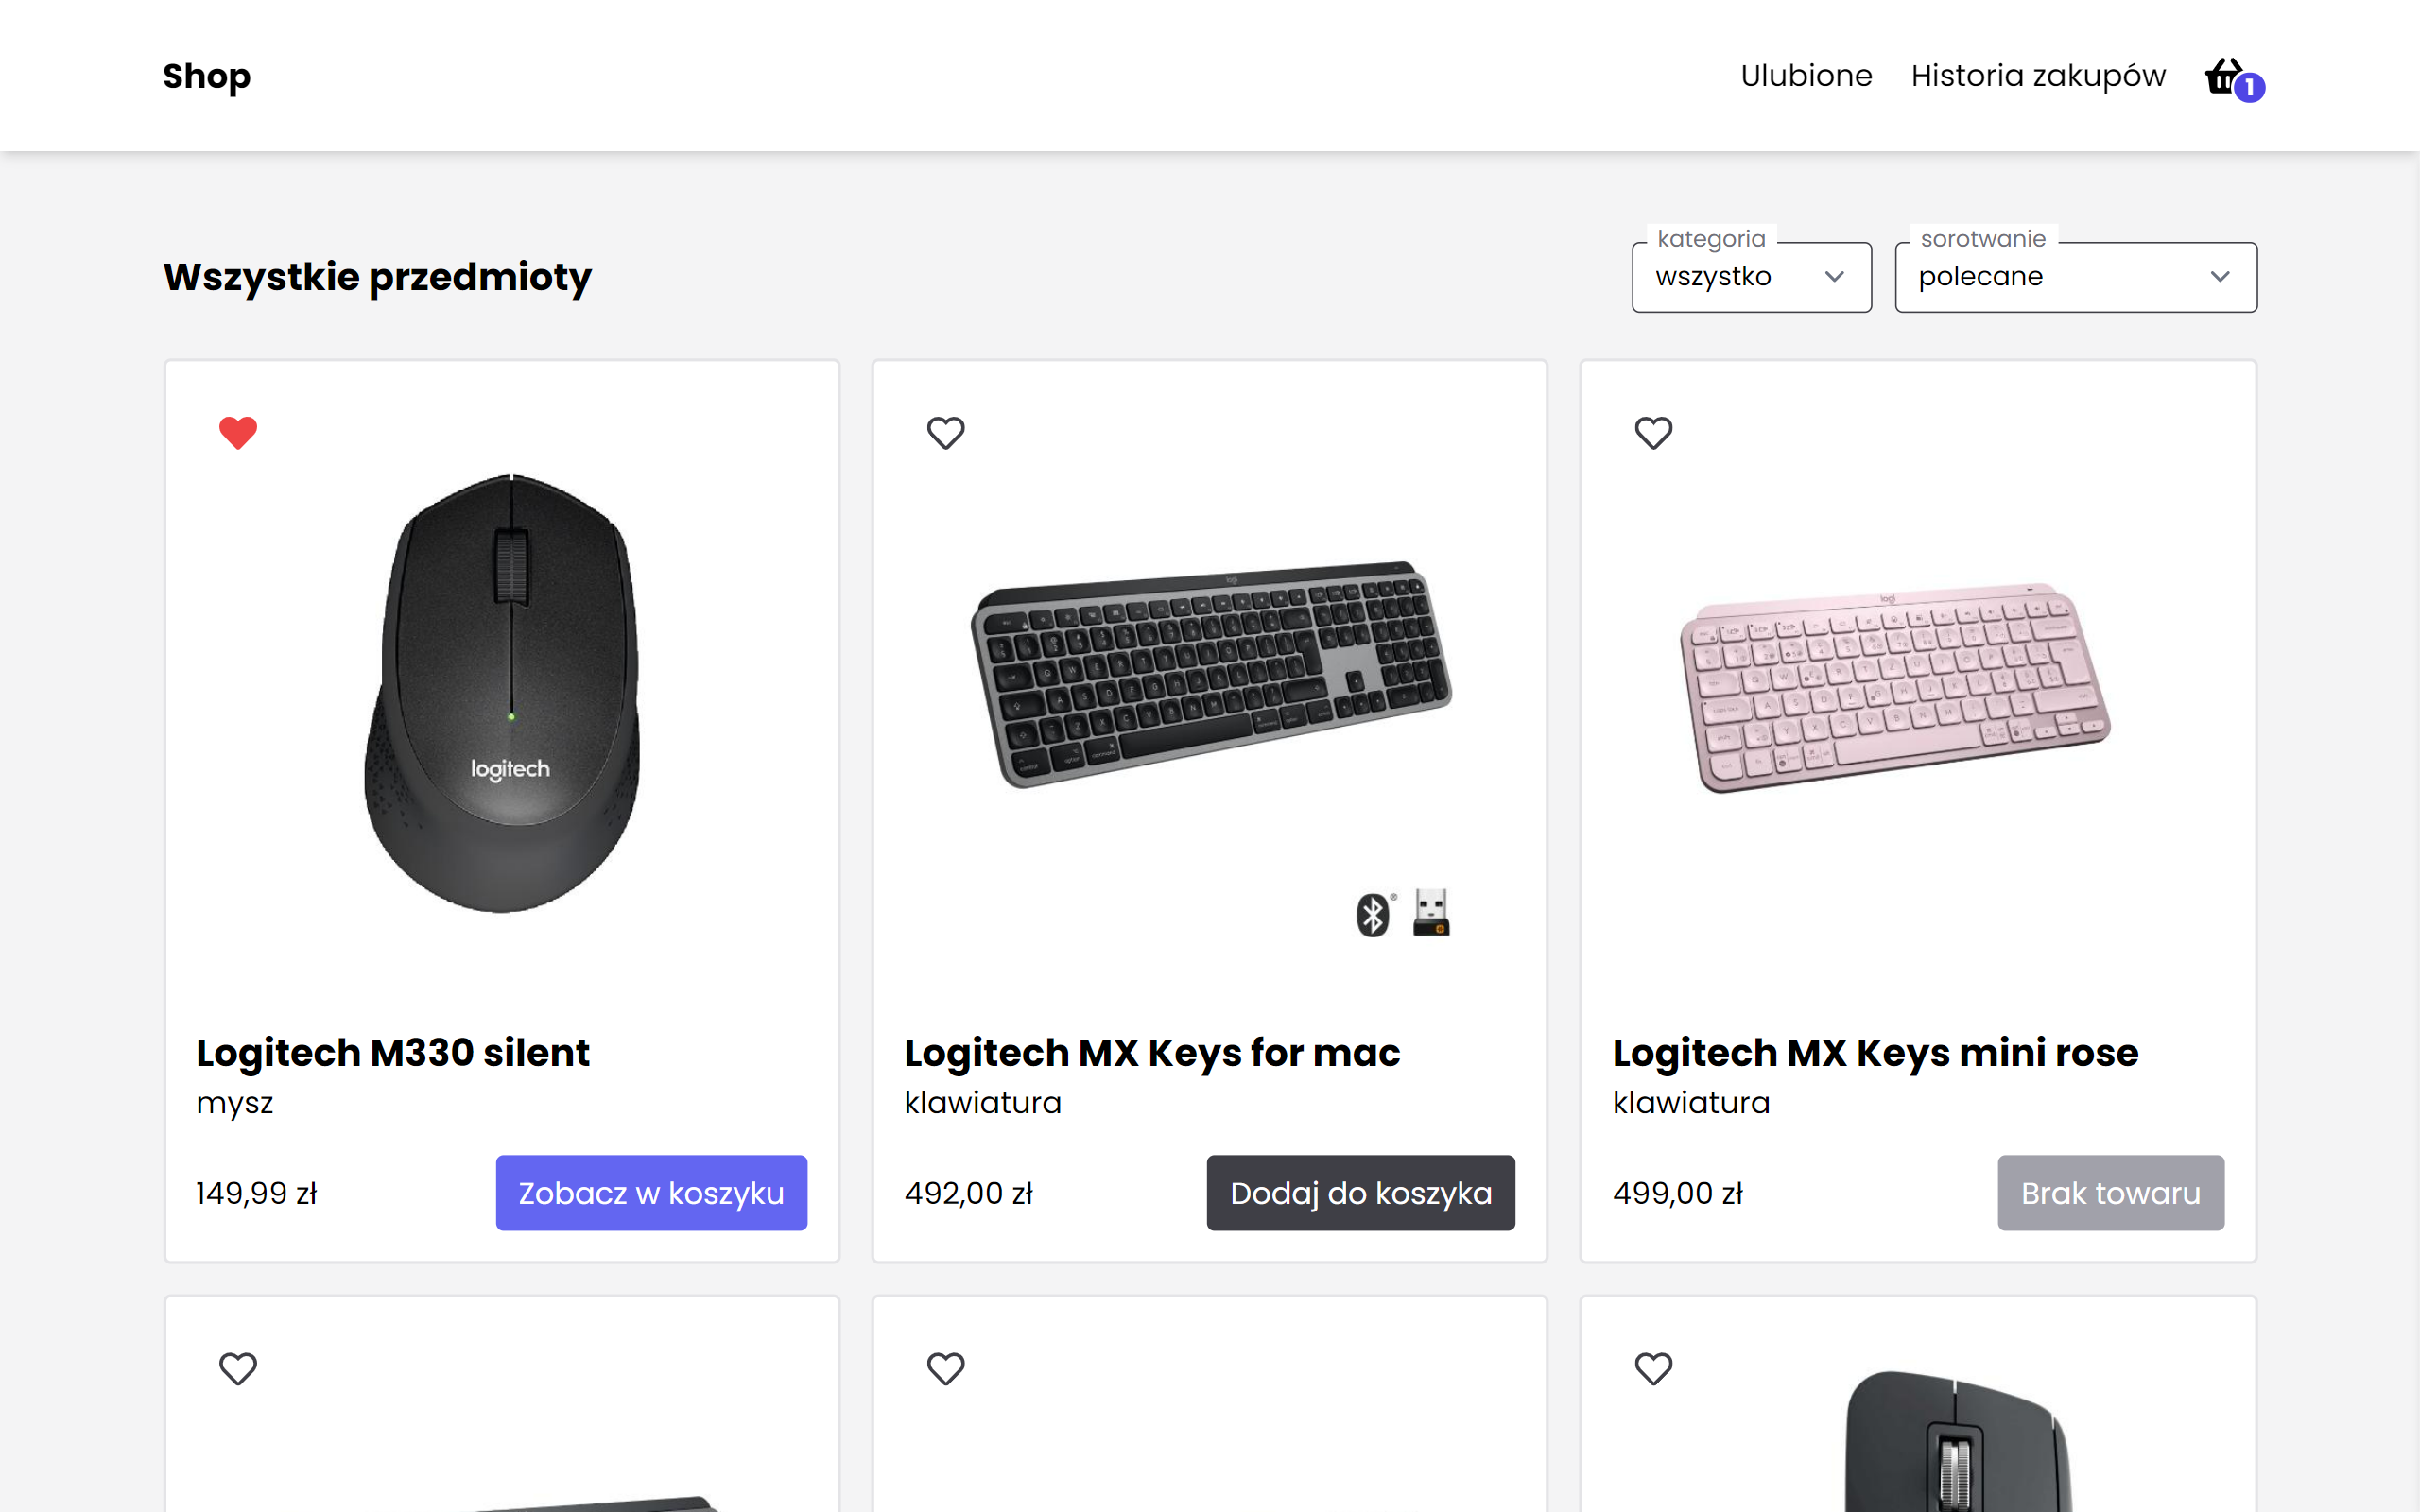 Shop
Ulubione
Historia zakupów
1
Wszystkie przedmioty
kategoria
wszystko
sorotwanie
polecane
logitech
logi
logi
Logitech M330 silent
mysz
149,99 zł
Zobacz w koszyku
Logitech MX Keys for mac
klawiatura
492,00 zł
Dodaj do koszyka
Logitech MX Keys mini rose
klawiatura
499,00 zł
Brak towaru